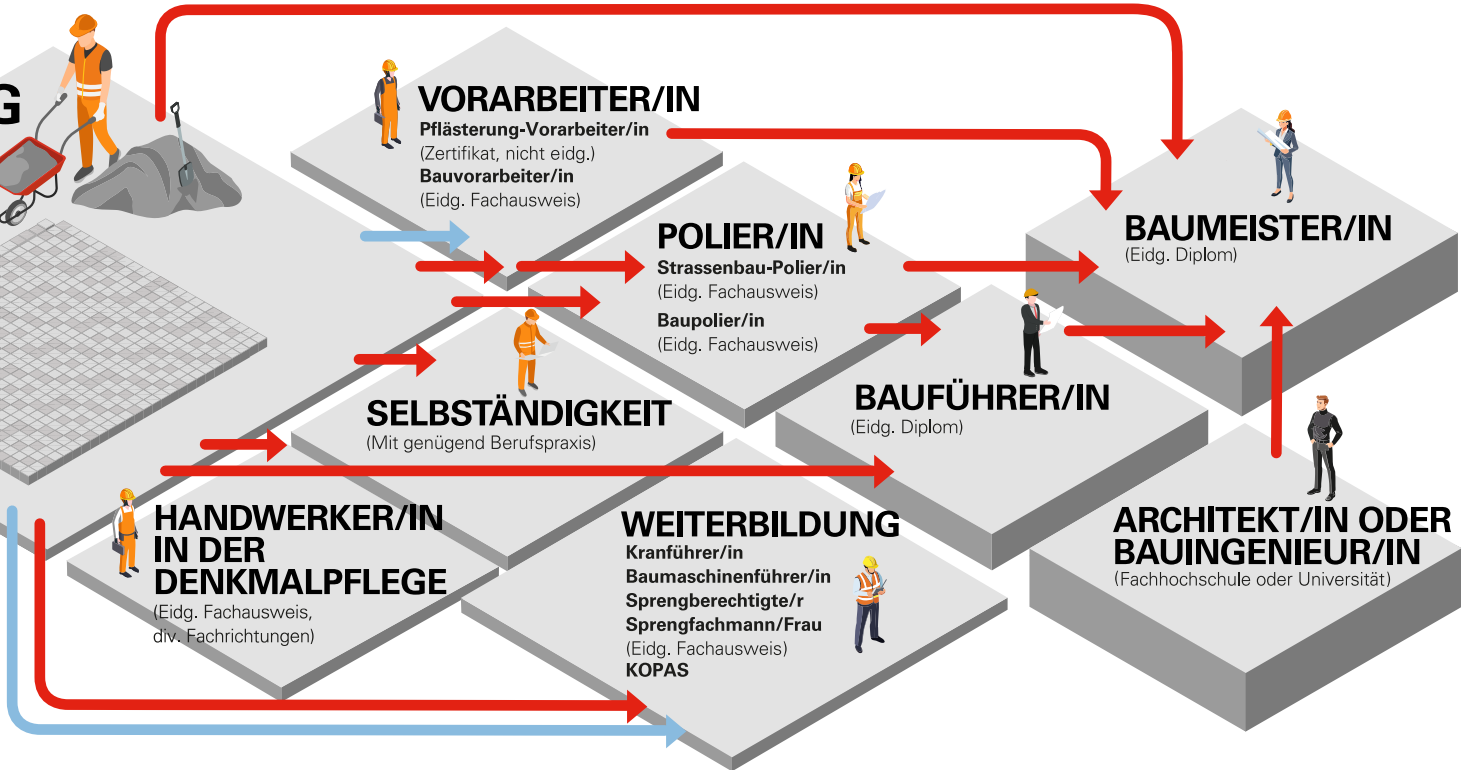 G
VORARBEITER/IN
Pflästerung-Vorarbeiter/in
(Zertifikat, nicht eidg.)
Bauvorarbeiter/in
(Eidg. Fachausweis)
POLIER/IN
Strassenbau-Polier/in
(Eidg. Fachausweis)
Baupolier/in
(Eidg. Fachausweis)
BAUMEISTER/IN
(Eidg. Diplom)
SELBSTÄNDIGKEIT
(Mit genügend Berufspraxis)
BAUFÜHRER/IN
(Eidg. Diplom)
HANDWERKER/IN
IN DER
DENKMALPFLEGE
(Eidg. Fachausweis,
div. Fachrichtungen)
WEITERBILDUNG
Kranführer/in
Baumaschinenführer/in
Sprengberechtigte/r
Sprengfachmann/Frau
(Eidg. Fachausweis)
KOPAS
ARCHITEKT/IN ODER
BAUINGENIEUR/IN
(Fachhochschule oder Universität)